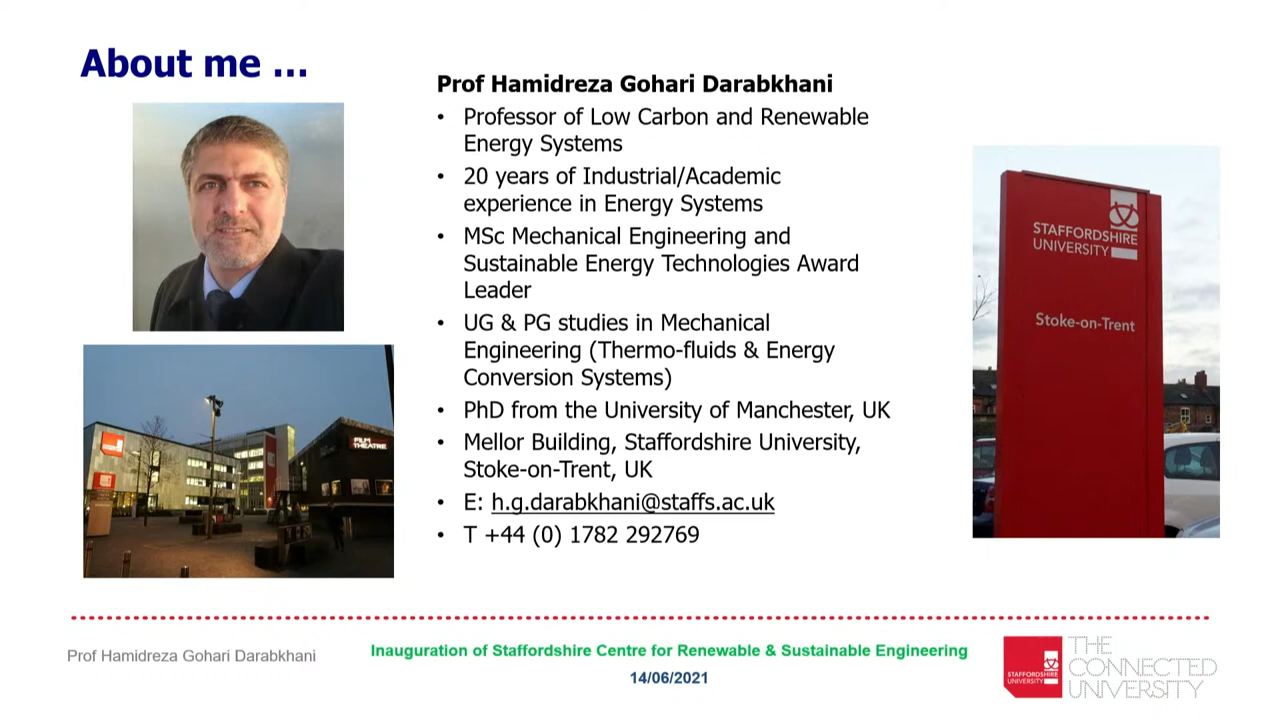 About me ...
Prof Hamidreza Gohari Darabkhani
• Professor of Low Carbon and Renewable
Energy Systems
• 20 years of Industrial/Academic
experience in Energy Systems
• MSc Mechanical Engineering and
Sustainable Energy Technologies Award
Leader
• UG & PG studies in Mechanical
Engineering (Thermo-fluids & Energy
Conversion Systems)
• PhD from the University of Manchester, UK
• Mellor Building, Staffordshire University,
Stoke-on-Trent, UK
• E: h.g.darabkhani@staffs.ac.uk
• T +44 (0) 1782 292769
FILM
THEATRE
STAFFORDSHIRE
UNIVERSITY
Stoke-on-Trent
Prof Hamidreza Gohari Darabkhani
Inauguration of Staffordshire Centre for Renewable & Sustainable Engineering
14/06/2021
STAFFORDSHIRE
UNIVERSITY
THE
CONNECTED
UNIVERSITY